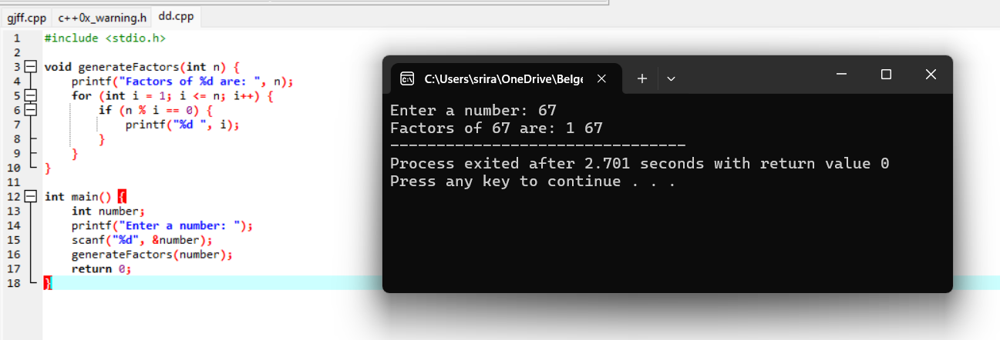 gjff.cpp c++0x_warning.h dd.cpp
1 #include <stdio.h>
2
3 void generateFactors(int n) {
4 printf("Factors of %d are: ", n);
5 for (int i = 1; i <= n; i++) {
6 if (n % i == 0) {
7 printf("%d ", i);
8 }
9 }
10 }
11
12 int main() {
13 int number;
14 printf("Enter a number: ");
15 scanf("%d", &number);
16 generateFactors(number);
17 return 0;
18 }
C:\Users\srira\OneDrive\Belge
Enter a number: 67
Factors of 67 are: 1 67
--------------------------------
Process exited after 2.701 seconds with return value 0
Press any key to continue . . .